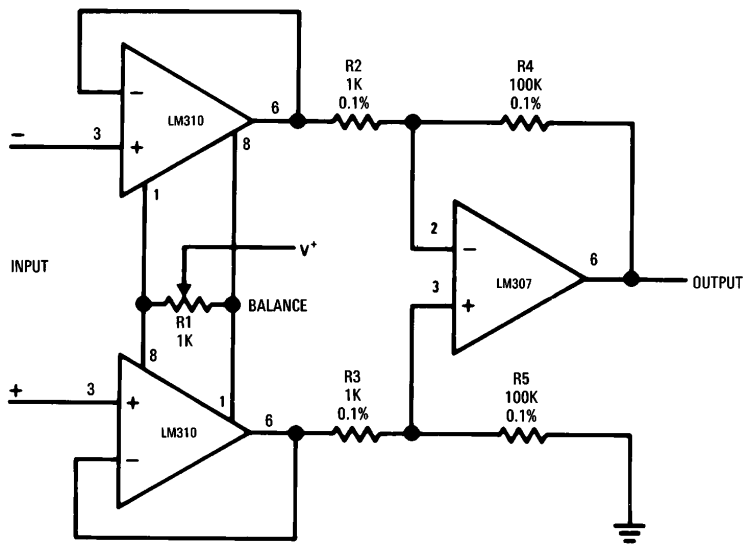 R2
1K
0.1%
R4
100K
0.1%
−
LM310
6
− 3 +
8
1
2
−
V+
INPUT
LM307
6
OUTPUT
3
+
R1
1K
BALANCE
8
R3
1K
0.1%
R5
100K
0.1%
+ 3 +
1
LM310
6
−